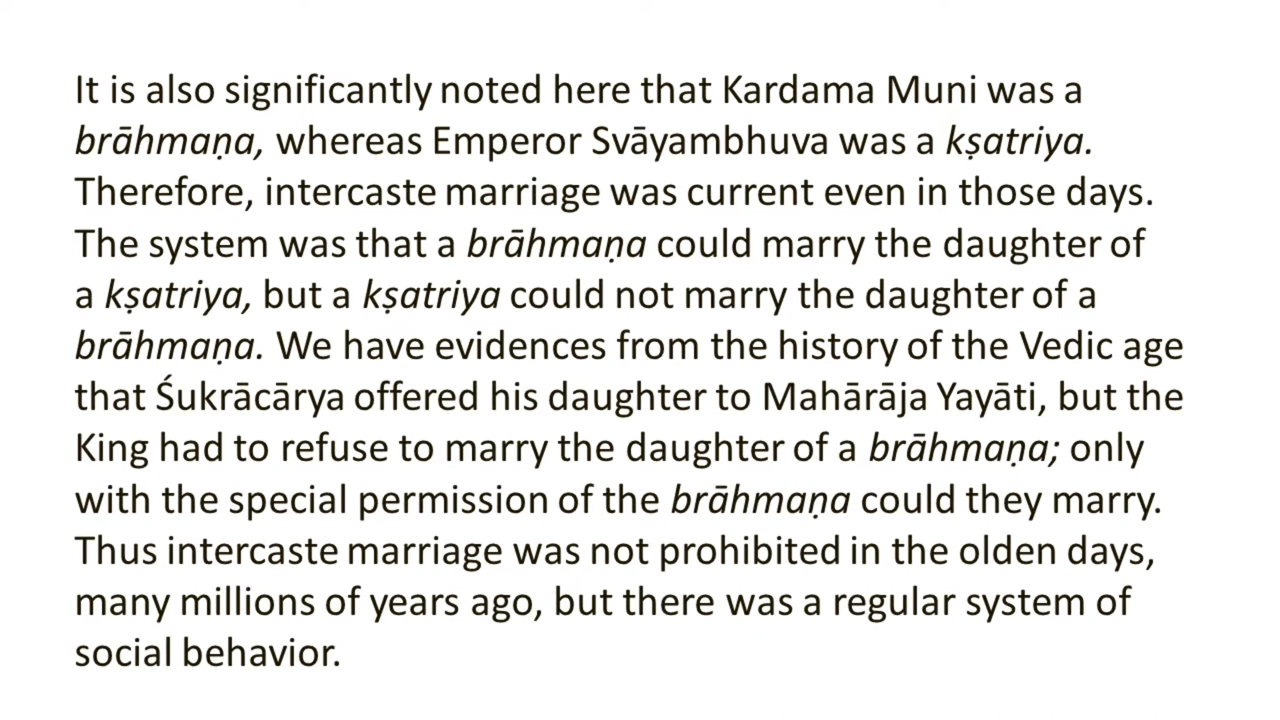 It is also significantly noted here that Kardama Muni was a
brāhmaṇa, whereas Emperor Svāyambhuva was a kṣatriya.
Therefore, intercaste marriage was current even in those days.
The system was that a brāhmaṇa could marry the daughter of
a kṣatriya, but a kṣatriya could not marry the daughter of a
brāhmaṇa. We have evidences from the history of the Vedic age
that Śukrācārya offered his daughter to Mahārāja Yayāti, but the
King had to refuse to marry the daughter of a brāhmaṇa; only
with the special permission of the brāhmaṇa could they marry.
Thus intercaste marriage was not prohibited in the olden days,
many millions of years ago, but there was a regular system of
social behavior.